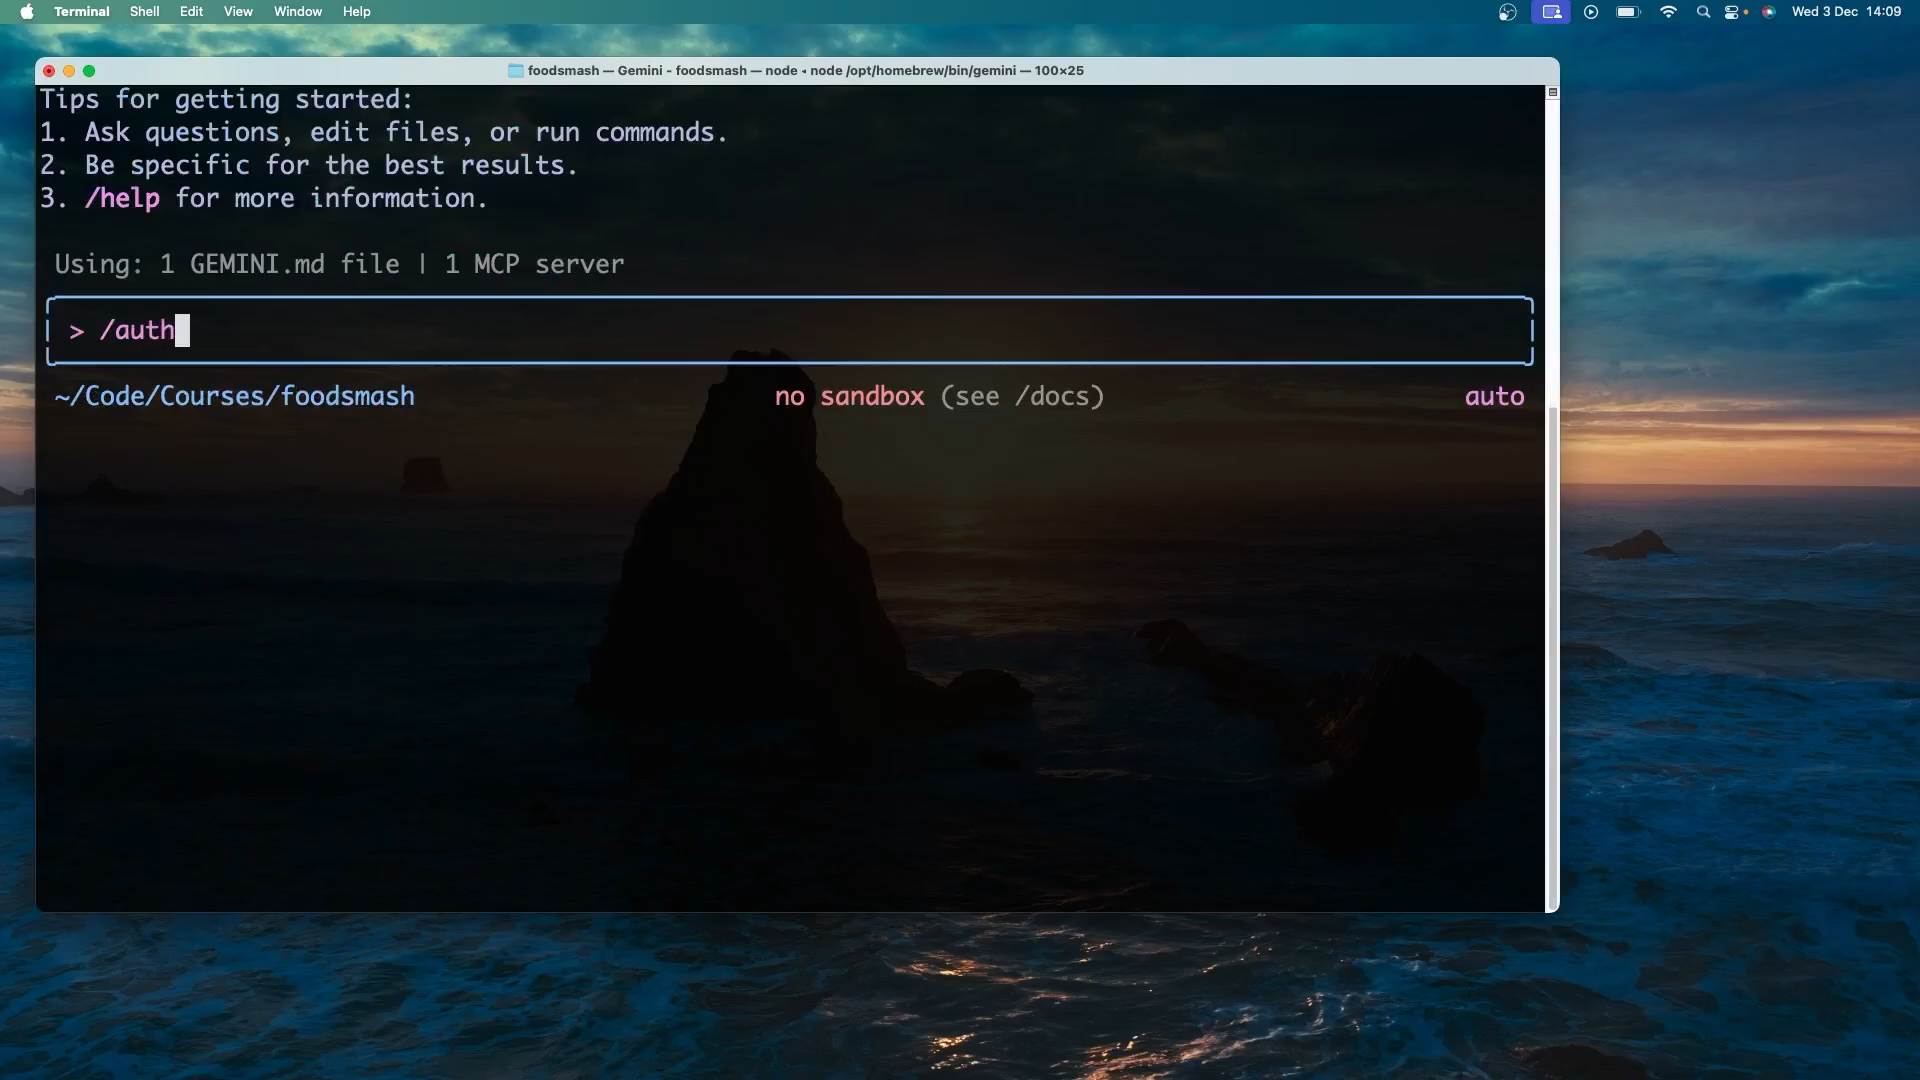 Terminal Shell Edit View Window Help Wed 3 Dec 14:09
foodsmash — Gemini - foodsmash — node ◂ node /opt/homebrew/bin/gemini — 100×25
Tips for getting started:
1. Ask questions, edit files, or run commands.
2. Be specific for the best results.
3. /help for more information.
Using: 1 GEMINI.md file | 1 MCP server
> /auth
~/Code/Courses/foodsmash no sandbox (see /docs) auto